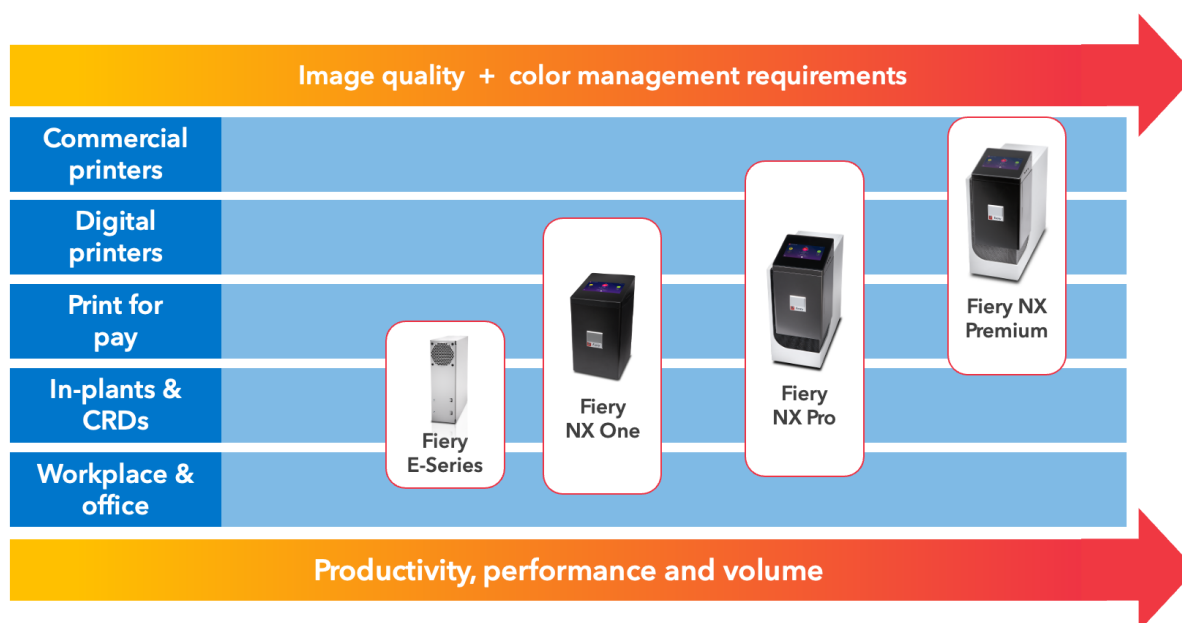 Image quality + color management requirements
Commercial
printers
Digital
printers
Print for
pay
In-plants &
CRDs
Workplace &
office
Fiery
E-Series
Fiery
NX One
Fiery
NX Pro
Fiery NX
Premium
Productivity, performance and volume